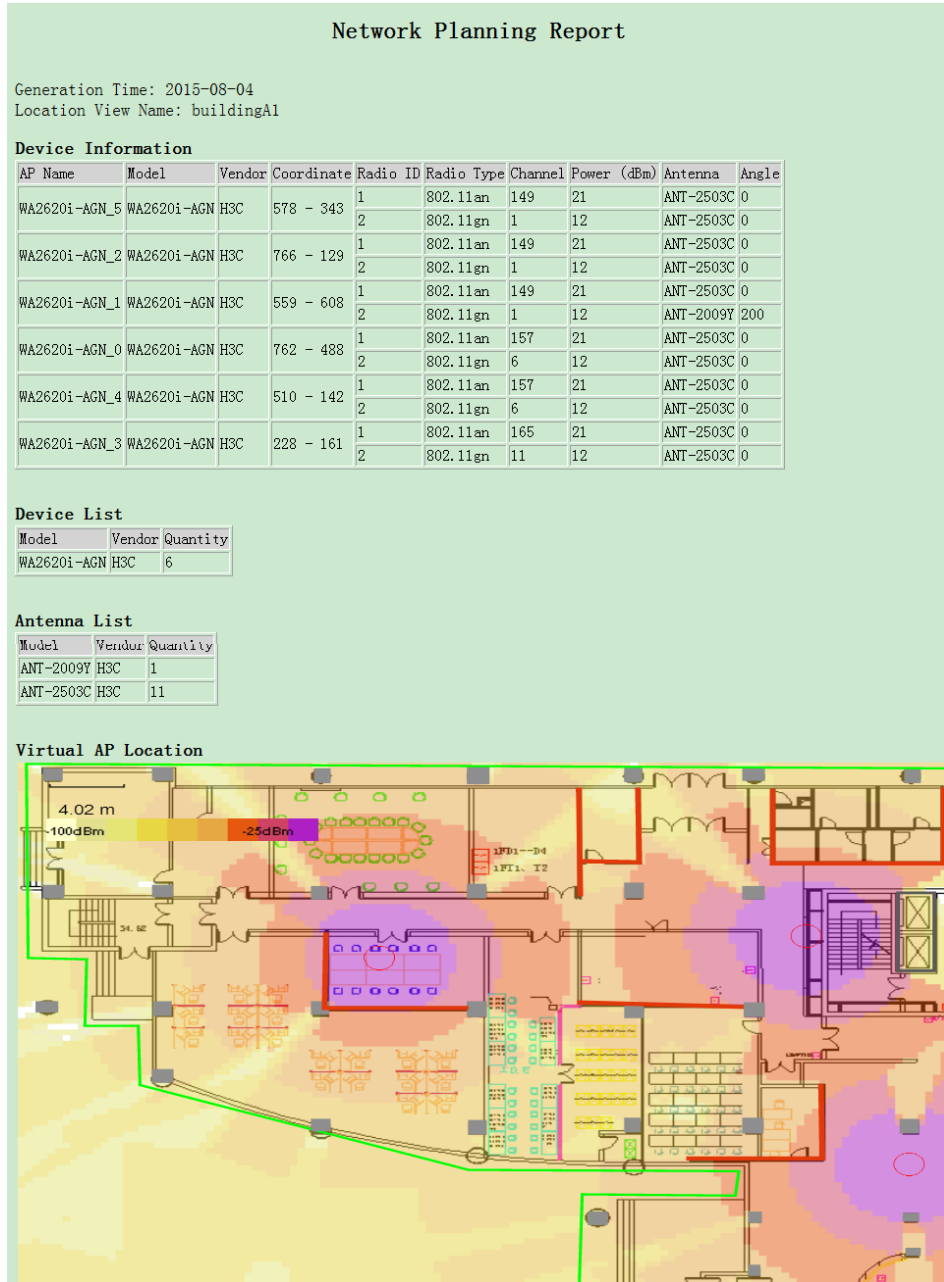 Network Planning Report
Generation Time: 2015-08-04
Location View Name: buildingA1
Device Information
AP Name Model Vendor Coordinate Radio ID Radio Type Channel Power (dBm) Antenna Angle
WA2620i-AGN_5 WA2620i-AGN H3C 578 - 343 1 802.11an 149 21 ANT-2503C 0
2 802.11gn 1 12 ANT-2503C 0
WA2620i-AGN_2 WA2620i-AGN H3C 766 - 129 1 802.11an 149 21 ANT-2503C 0
2 802.11gn 1 12 ANT-2503C 0
WA2620i-AGN_1 WA2620i-AGN H3C 559 - 608 1 802.11an 149 21 ANT-2503C 0
2 802.11gn 1 12 ANT-2009Y 200
WA2620i-AGN_0 WA2620i-AGN H3C 762 - 488 1 802.11an 157 21 ANT-2503C 0
2 802.11gn 6 12 ANT-2503C 0
WA2620i-AGN_4 WA2620i-AGN H3C 510 - 142 1 802.11an 157 21 ANT-2503C 0
2 802.11gn 6 12 ANT-2503C 0
WA2620i-AGN_3 WA2620i-AGN H3C 228 - 161 1 802.11an 165 21 ANT-2503C 0
2 802.11gn 11 12 ANT-2503C 0
Device List
Model Vendor Quantity
WA2620i-AGN H3C 6
Antenna List
Model Vendor Quantity
ANT-2009Y H3C 1
ANT-2503C H3C 11
Virtual AP Location
4.02 m
-100dBm -25dBm
1FD1--D4
1FT1、T2